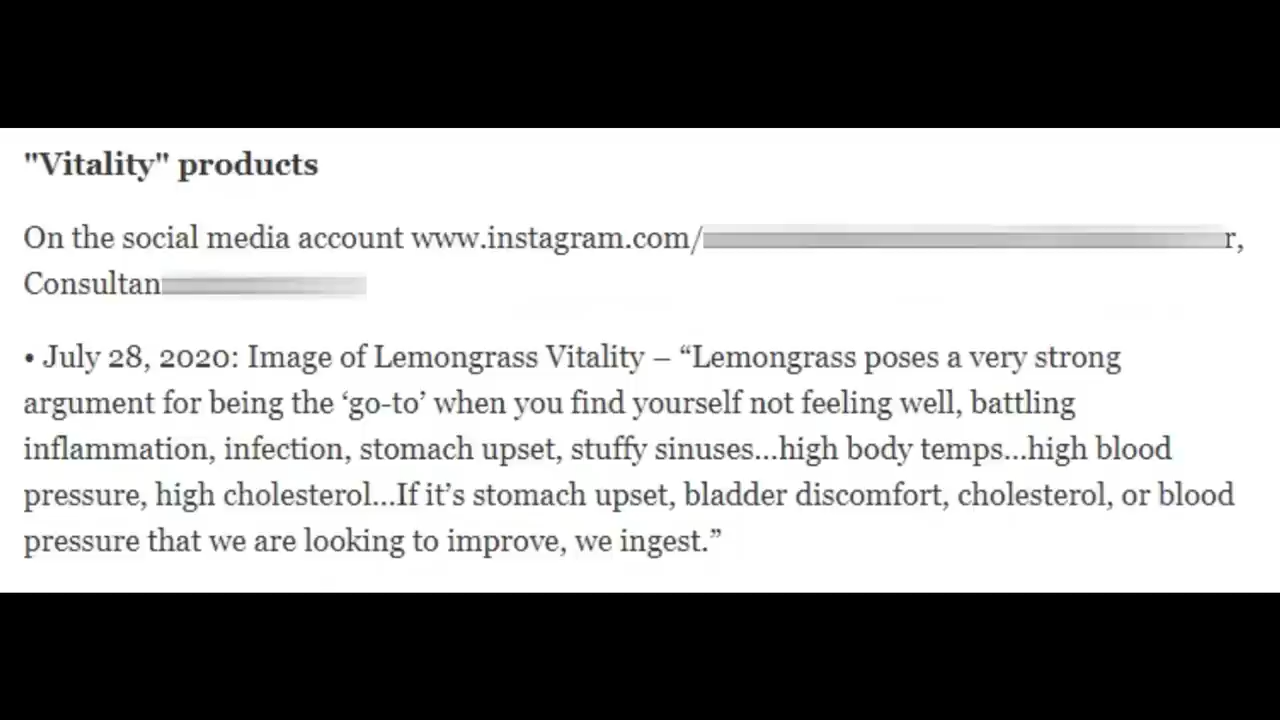 "Vitality" products
On the social media account www.instagram.com/ r,
Consultan
• July 28, 2020: Image of Lemongrass Vitality – “Lemongrass poses a very strong
argument for being the ‘go-to’ when you find yourself not feeling well, battling
inflammation, infection, stomach upset, stuffy sinuses...high body temps...high blood
pressure, high cholesterol...If it’s stomach upset, bladder discomfort, cholesterol, or blood
pressure that we are looking to improve, we ingest.”